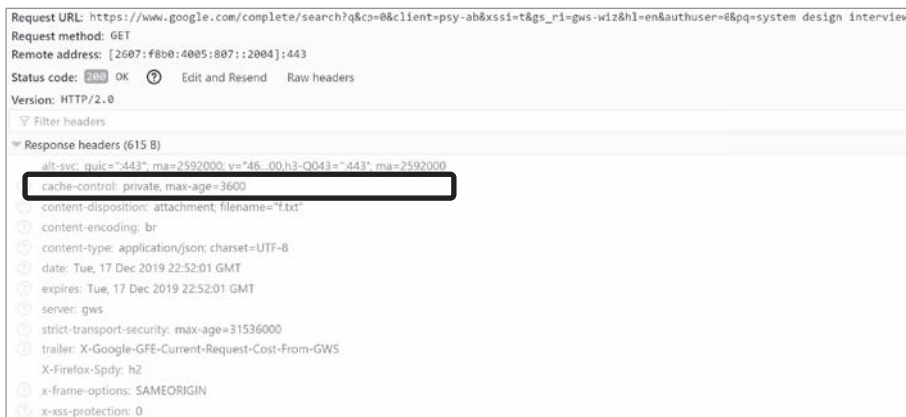 Request URL: https://www.google.com/complete/search?q&cp=0&client=psy-ab&xssi=t&gs_ri=gws-wiz&hl=en&authuser=0&pq=system design interview
Request method: GET
Remote address: [2607:f8b0:4005:807::2004]:443
Status code: 200 OK ? Edit and Resend Raw headers
Version: HTTP/2.0
Filter headers
Response headers (615 B)
alt-svc: quic=":443"; ma=2592000; v="46...00,h3-Q043=":443"; ma=2592000
cache-control: private, max-age=3600
content-disposition: attachment; filename="f.txt"
content-encoding: br
content-type: application/json; charset=UTF-8
date: Tue, 17 Dec 2019 22:52:01 GMT
expires: Tue, 17 Dec 2019 22:52:01 GMT
server: gws
strict-transport-security: max-age=31536000
trailer: X-Google-GFE-Current-Request-Cost-From-GWS
X-Firefox-Spdy: h2
x-frame-options: SAMEORIGIN
x-xss-protection: 0